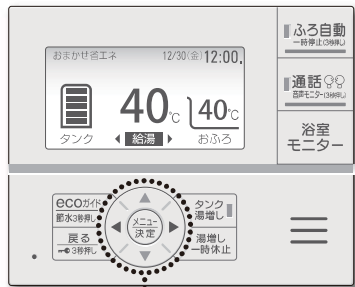 おまかせ省エネ 12/30(金)12:00
40℃ 40℃
タンク 給湯 おふろ
ふろ自動
一時停止(3秒押し)
通話
音声モニター(3秒押し)
浴室
モニター
ecoガイド
節水3秒押し
戻る
3秒押し
メニュー
決定
タンク
湯増し
湯増し
一時休止